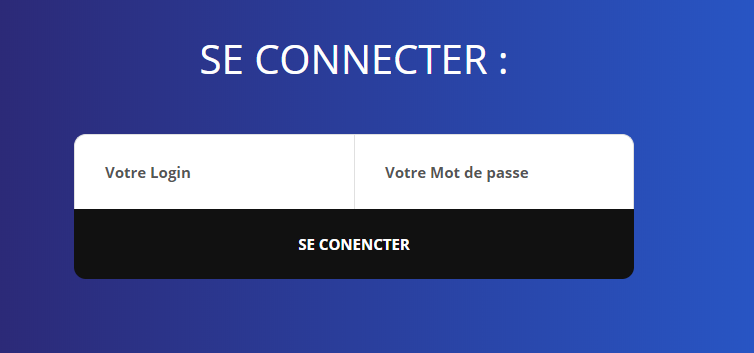 SE CONNECTER :
Votre Login
Votre Mot de passe
SE CONENCTER